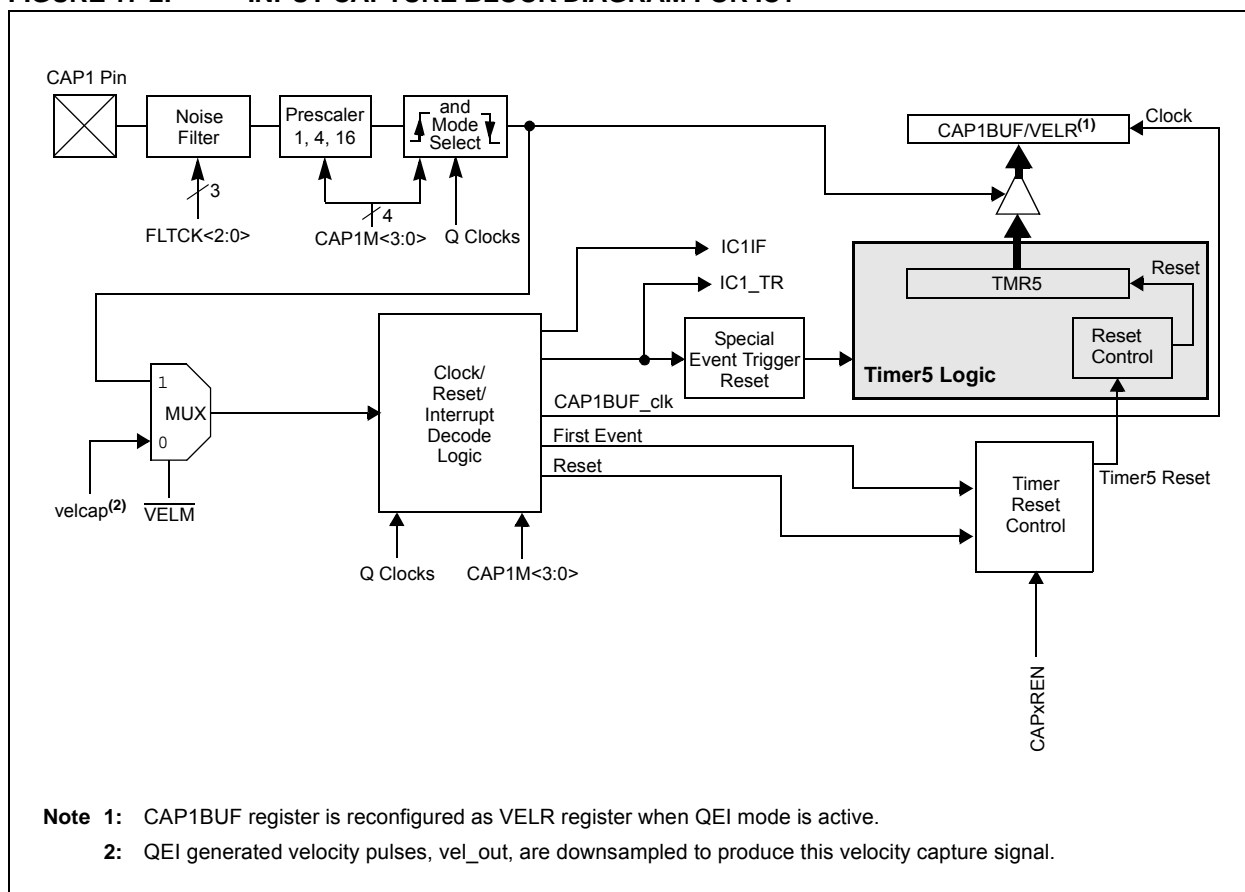 CAP1 Pin
Noise
Filter
Prescaler
1, 4, 16
and
Mode
Select
3
4
FLTCK<2:0>
CAP1M<3:0>
Q Clocks
CAP1BUF/VELR(1)
Clock
IC1IF
IC1_TR
TMR5
Reset
Reset
Control
Timer5 Logic
Special
Event Trigger
Reset
1
MUX
0
velcap(2)
VELM
Clock/
Reset/
Interrupt
Decode
Logic
CAP1BUF_clk
First Event
Reset
Q Clocks
CAP1M<3:0>
Timer
Reset
Control
Timer5 Reset
CAPxREN
Note 1: CAP1BUF register is reconfigured as VELR register when QEI mode is active.
2: QEI generated velocity pulses, vel_out, are downsampled to produce this velocity capture signal.